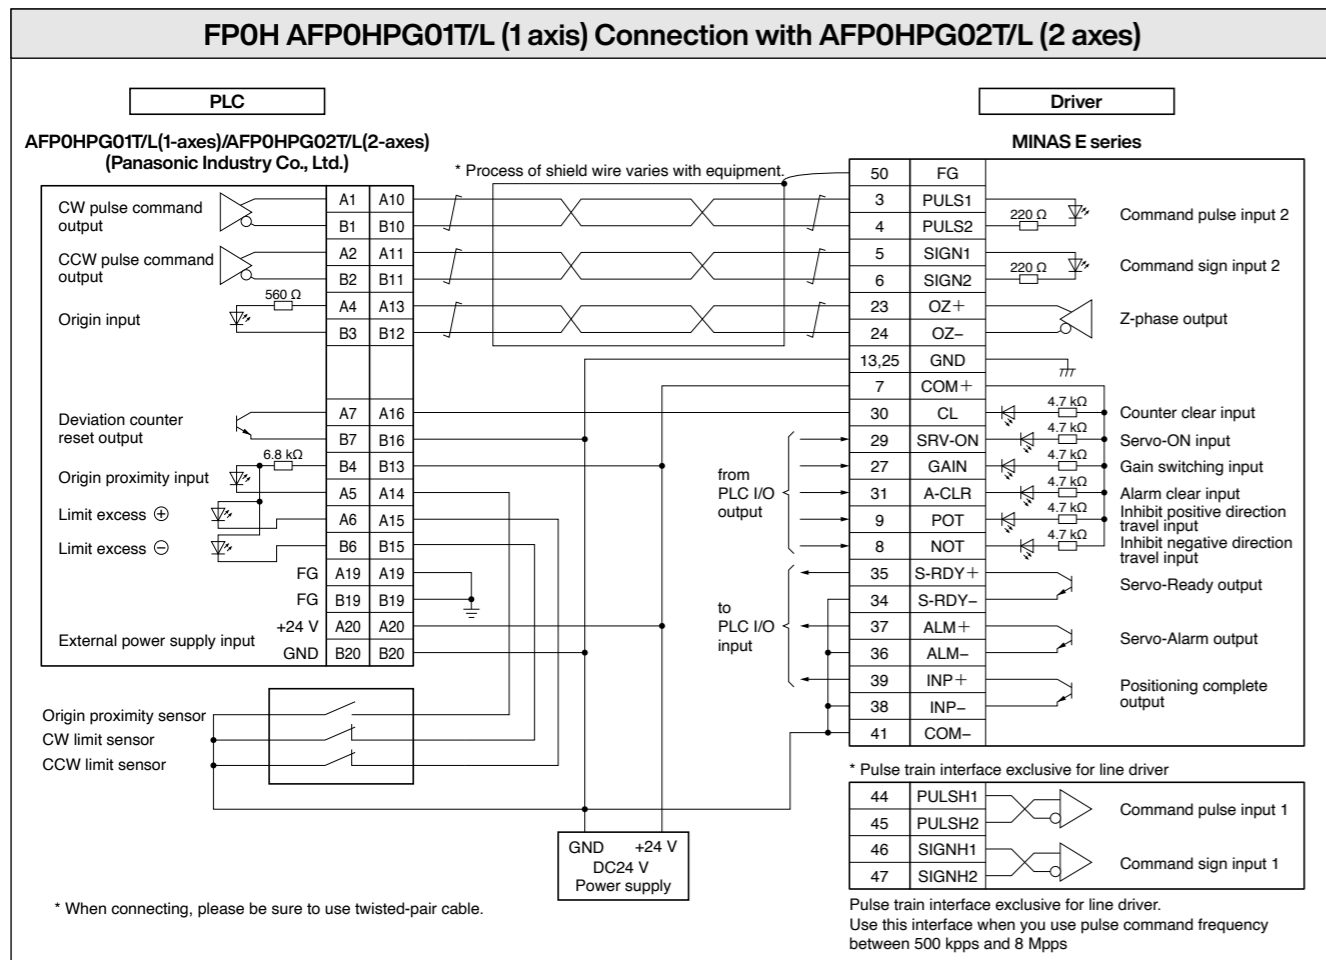 FP0H AFP0HPG01T/L (1 axis) Connection with AFP0HPG02T/L (2 axes)
PLC
Driver
AFP0HPG01T/L(1-axes)/AFP0HPG02T/L(2-axes)
(Panasonic Industry Co., Ltd.)
MINAS E series
* Process of shield wire varies with equipment.
50 FG
CW pulse command
output
A1 A10
B1 B10
3 PULS1
4 PULS2
220 Ω
Command pulse input 2
CCW pulse command
output
A2 A11
B2 B11
5 SIGN1
6 SIGN2
220 Ω
Command sign input 2
Origin input
560 Ω
A4 A13
B3 B12
23 OZ+
24 OZ−
Z-phase output
13,25 GND
7 COM+
Deviation counter
reset output
A7 A16
B7 B16
30 CL
4.7 kΩ
Counter clear input
29 SRV-ON
4.7 kΩ
Servo-ON input
Origin proximity input
6.8 kΩ
B4 B13
A5 A14
27 GAIN
4.7 kΩ
Gain switching input
from
PLC I/O
output
31 A-CLR
4.7 kΩ
Alarm clear input
Limit excess ⊕
A6 A15
9 POT
4.7 kΩ
Inhibit positive direction
travel input
Limit excess ⊖
B6 B15
8 NOT
4.7 kΩ
Inhibit negative direction
travel input
FG A19 A19
FG B19 B19
35 S-RDY+
34 S-RDY−
Servo-Ready output
to
PLC I/O
input
External power supply input
+24 V A20 A20
GND B20 B20
37 ALM+
36 ALM−
Servo-Alarm output
39 INP+
38 INP−
Positioning complete
output
41 COM−
Origin proximity sensor
CW limit sensor
CCW limit sensor
* Pulse train interface exclusive for line driver
44 PULSH1
45 PULSH2
Command pulse input 1
46 SIGNH1
47 SIGNH2
Command sign input 1
GND +24 V
DC24 V
Power supply
* When connecting, please be sure to use twisted-pair cable.
Pulse train interface exclusive for line driver.
Use this interface when you use pulse command frequency
between 500 kpps and 8 Mpps